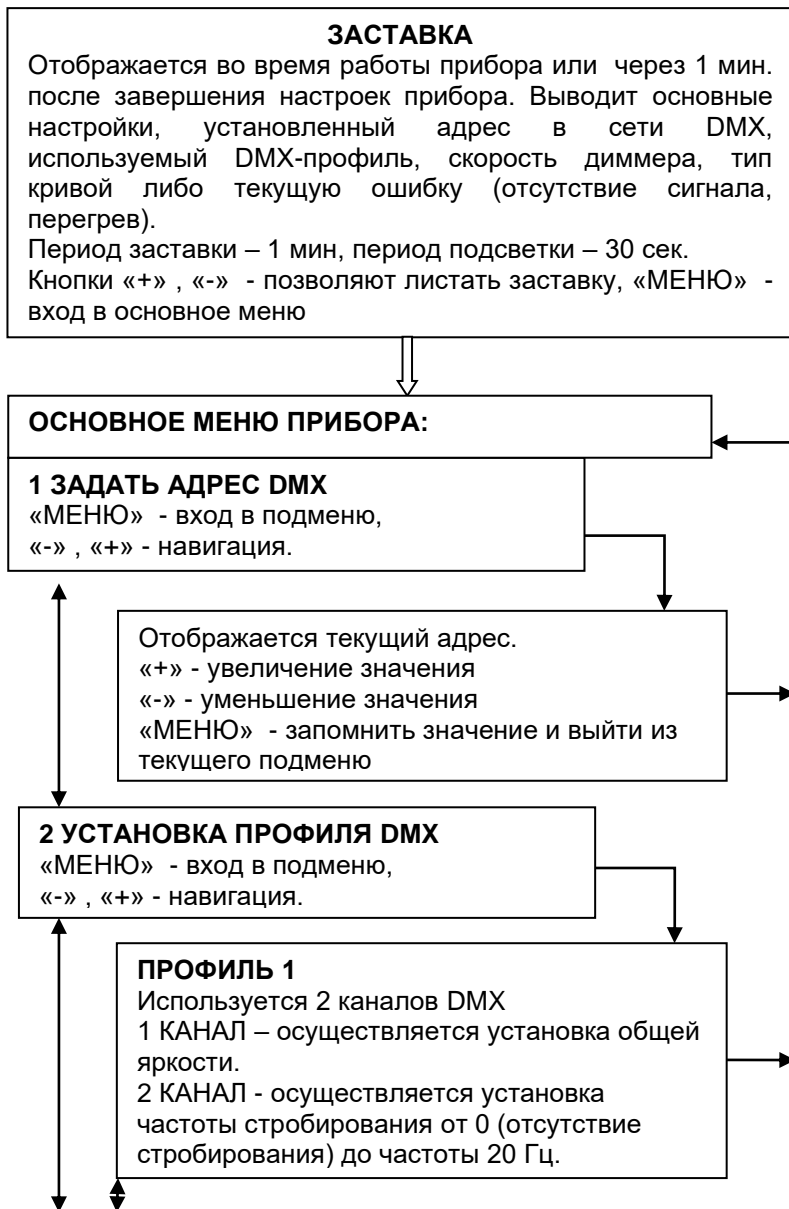 ЗАСТАВКА
Отображается во время работы прибора или через 1 мин.
после завершения настроек прибора. Выводит основные
настройки, установленный адрес в сети DMX,
используемый DMX-профиль, скорость диммера, тип
кривой либо текущую ошибку (отсутствие сигнала,
перегрев).
Период заставки – 1 мин, период подсветки – 30 сек.
Кнопки «+» , «-» - позволяют листать заставку, «МЕНЮ» -
вход в основное меню
ОСНОВНОЕ МЕНЮ ПРИБОРА:
1 ЗАДАТЬ АДРЕС DMX
«МЕНЮ» - вход в подменю,
«-» , «+» - навигация.
Отображается текущий адрес.
«+» - увеличение значения
«-» - уменьшение значения
«МЕНЮ» - запомнить значение и выйти из
текущего подменю
2 УСТАНОВКА ПРОФИЛЯ DMX
«МЕНЮ» - вход в подменю,
«-» , «+» - навигация.
ПРОФИЛЬ 1
Используется 2 каналов DMX
1 КАНАЛ – осуществляется установка общей
яркости.
2 КАНАЛ - осуществляется установка
частоты стробирования от 0 (отсутствие
стробирования) до частоты 20 Гц.